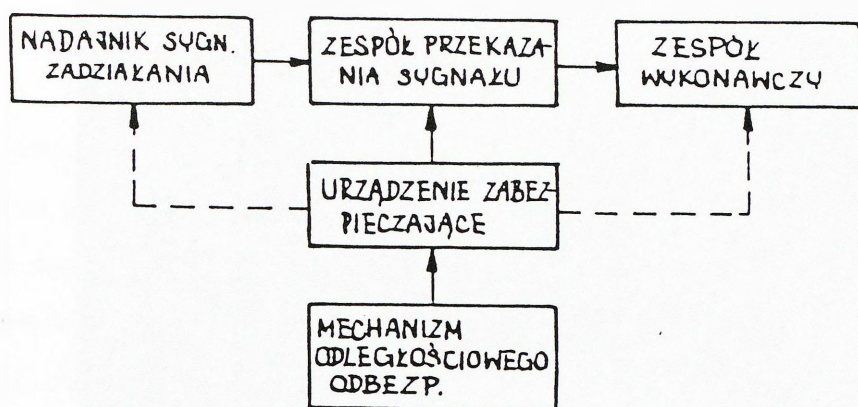 NADAJNIK SYGN.
ZADZIAŁANIA
ZESPÓŁ PRZEKAZA-
NIA SYGNAŁU
ZESPÓŁ
WYKONAWCZY
URZĄDZENIE ZABEZ-
PIECZAJĄCE
MECHANIZM
ODLEGŁOŚCIOWEGO
ODBEZP.